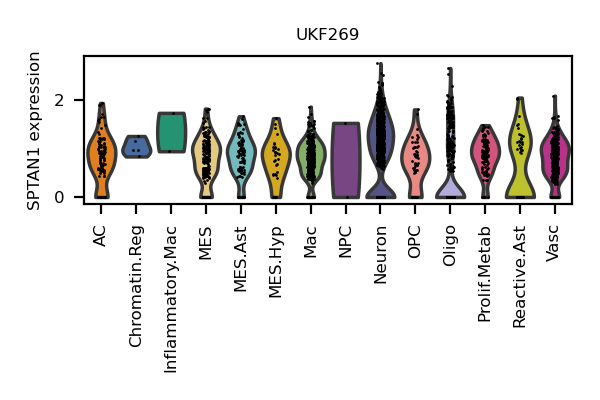 UKF269
SPTAN1 expression
2
0
AC
Chromatin.Reg
Inflammatory.Mac
MES
MES.Ast
MES.Hyp
Mac
NPC
Neuron
OPC
Oligo
Prolif.Metab
Reactive.Ast
Vasc